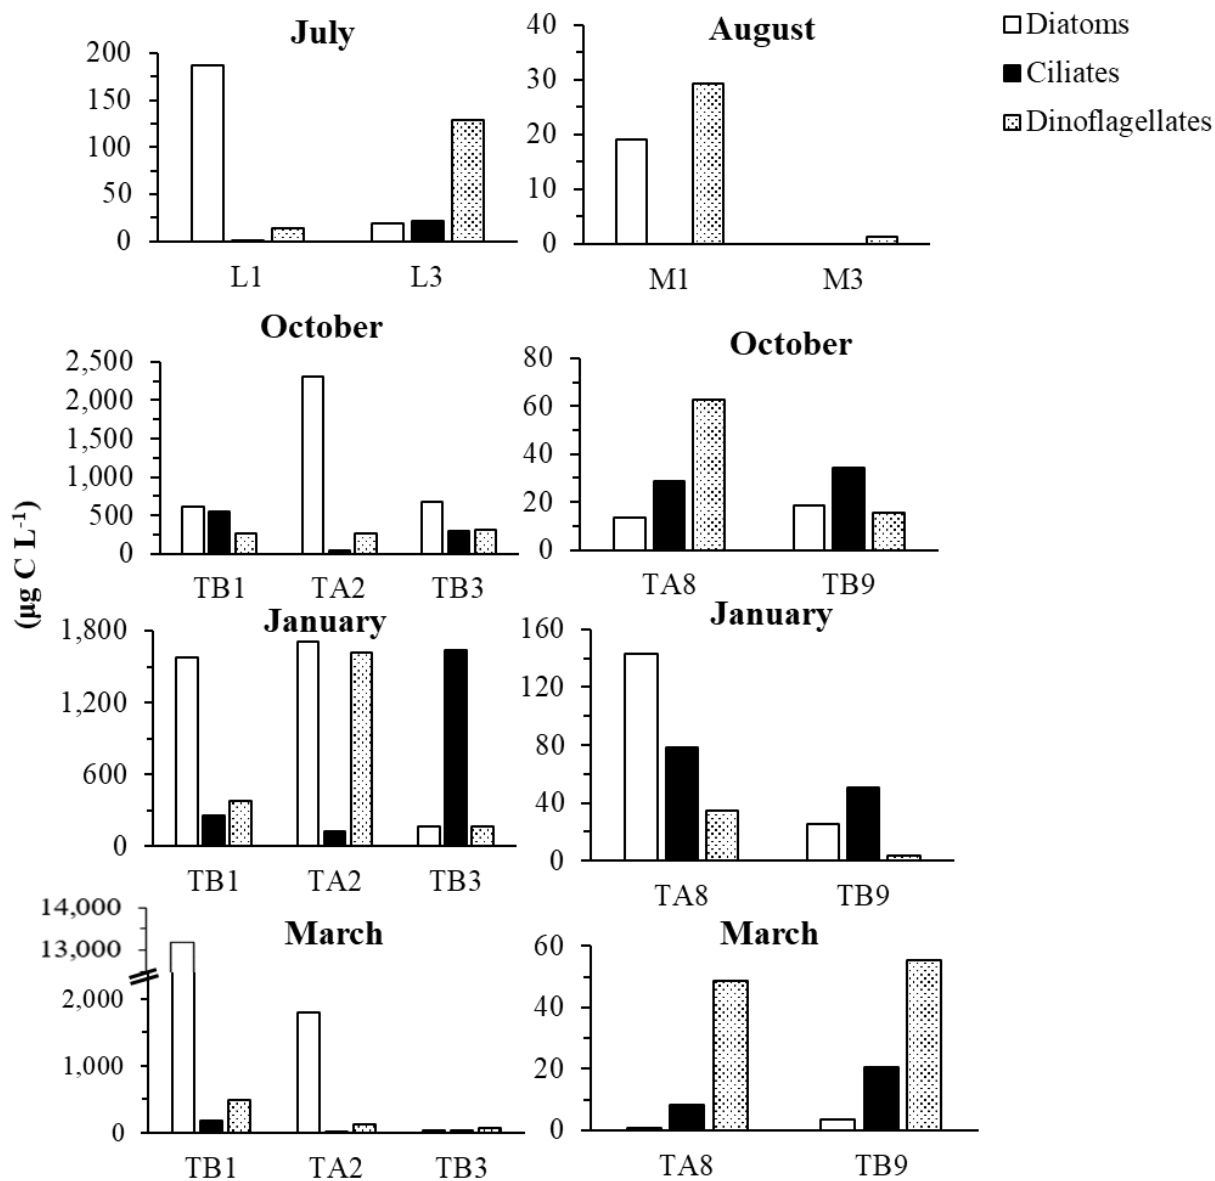 July
200
150
100
50
0
L1 L3
August
40
30
20
10
0
M1 M3
Diatoms
Ciliates
Dinoflagellates
(µg C L-1)
October
2,500
2,000
1,500
1,000
500
0
TB1 TA2 TB3
October
80
60
40
20
0
TA8 TB9
January
1,800
1,200
600
0
TB1 TA2 TB3
January
160
120
80
40
0
TA8 TB9
March
14,000
13,000
2,000
1,000
0
TB1 TA2 TB3
March
60
40
20
0
TA8 TB9